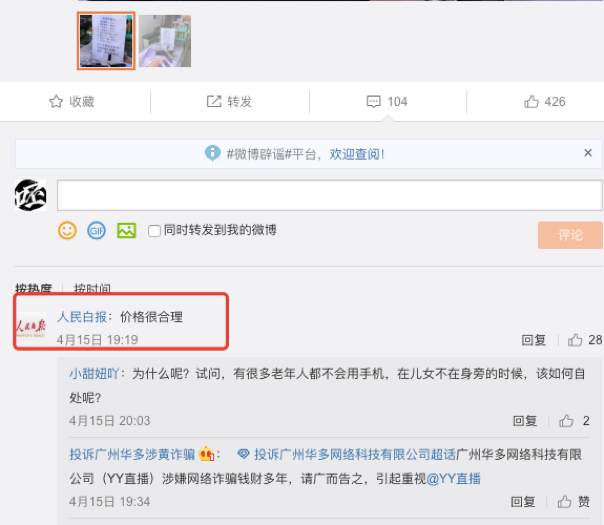 收藏
转发
104
426
#微博辟谣#平台，欢迎查阅!
×
GIF
同时转发到我的微博
评论
按热度 | 按时间
人民白报：价格很合理
4月15日 19:19
回复
28
小甜妞吖：为什么呢？试问，有很多老年人都不会用手机，在儿女不在身旁的时候，该如何自
处呢？
4月15日 20:03
回复
2
投诉广州华多涉黄诈骗： 投诉广州华多网络科技有限公司超话广州华多网络科技有限
公司（YY直播）涉嫌网络诈骗钱财多年，请广而告之，引起重视@YY直播
4月15日 19:34
回复
赞